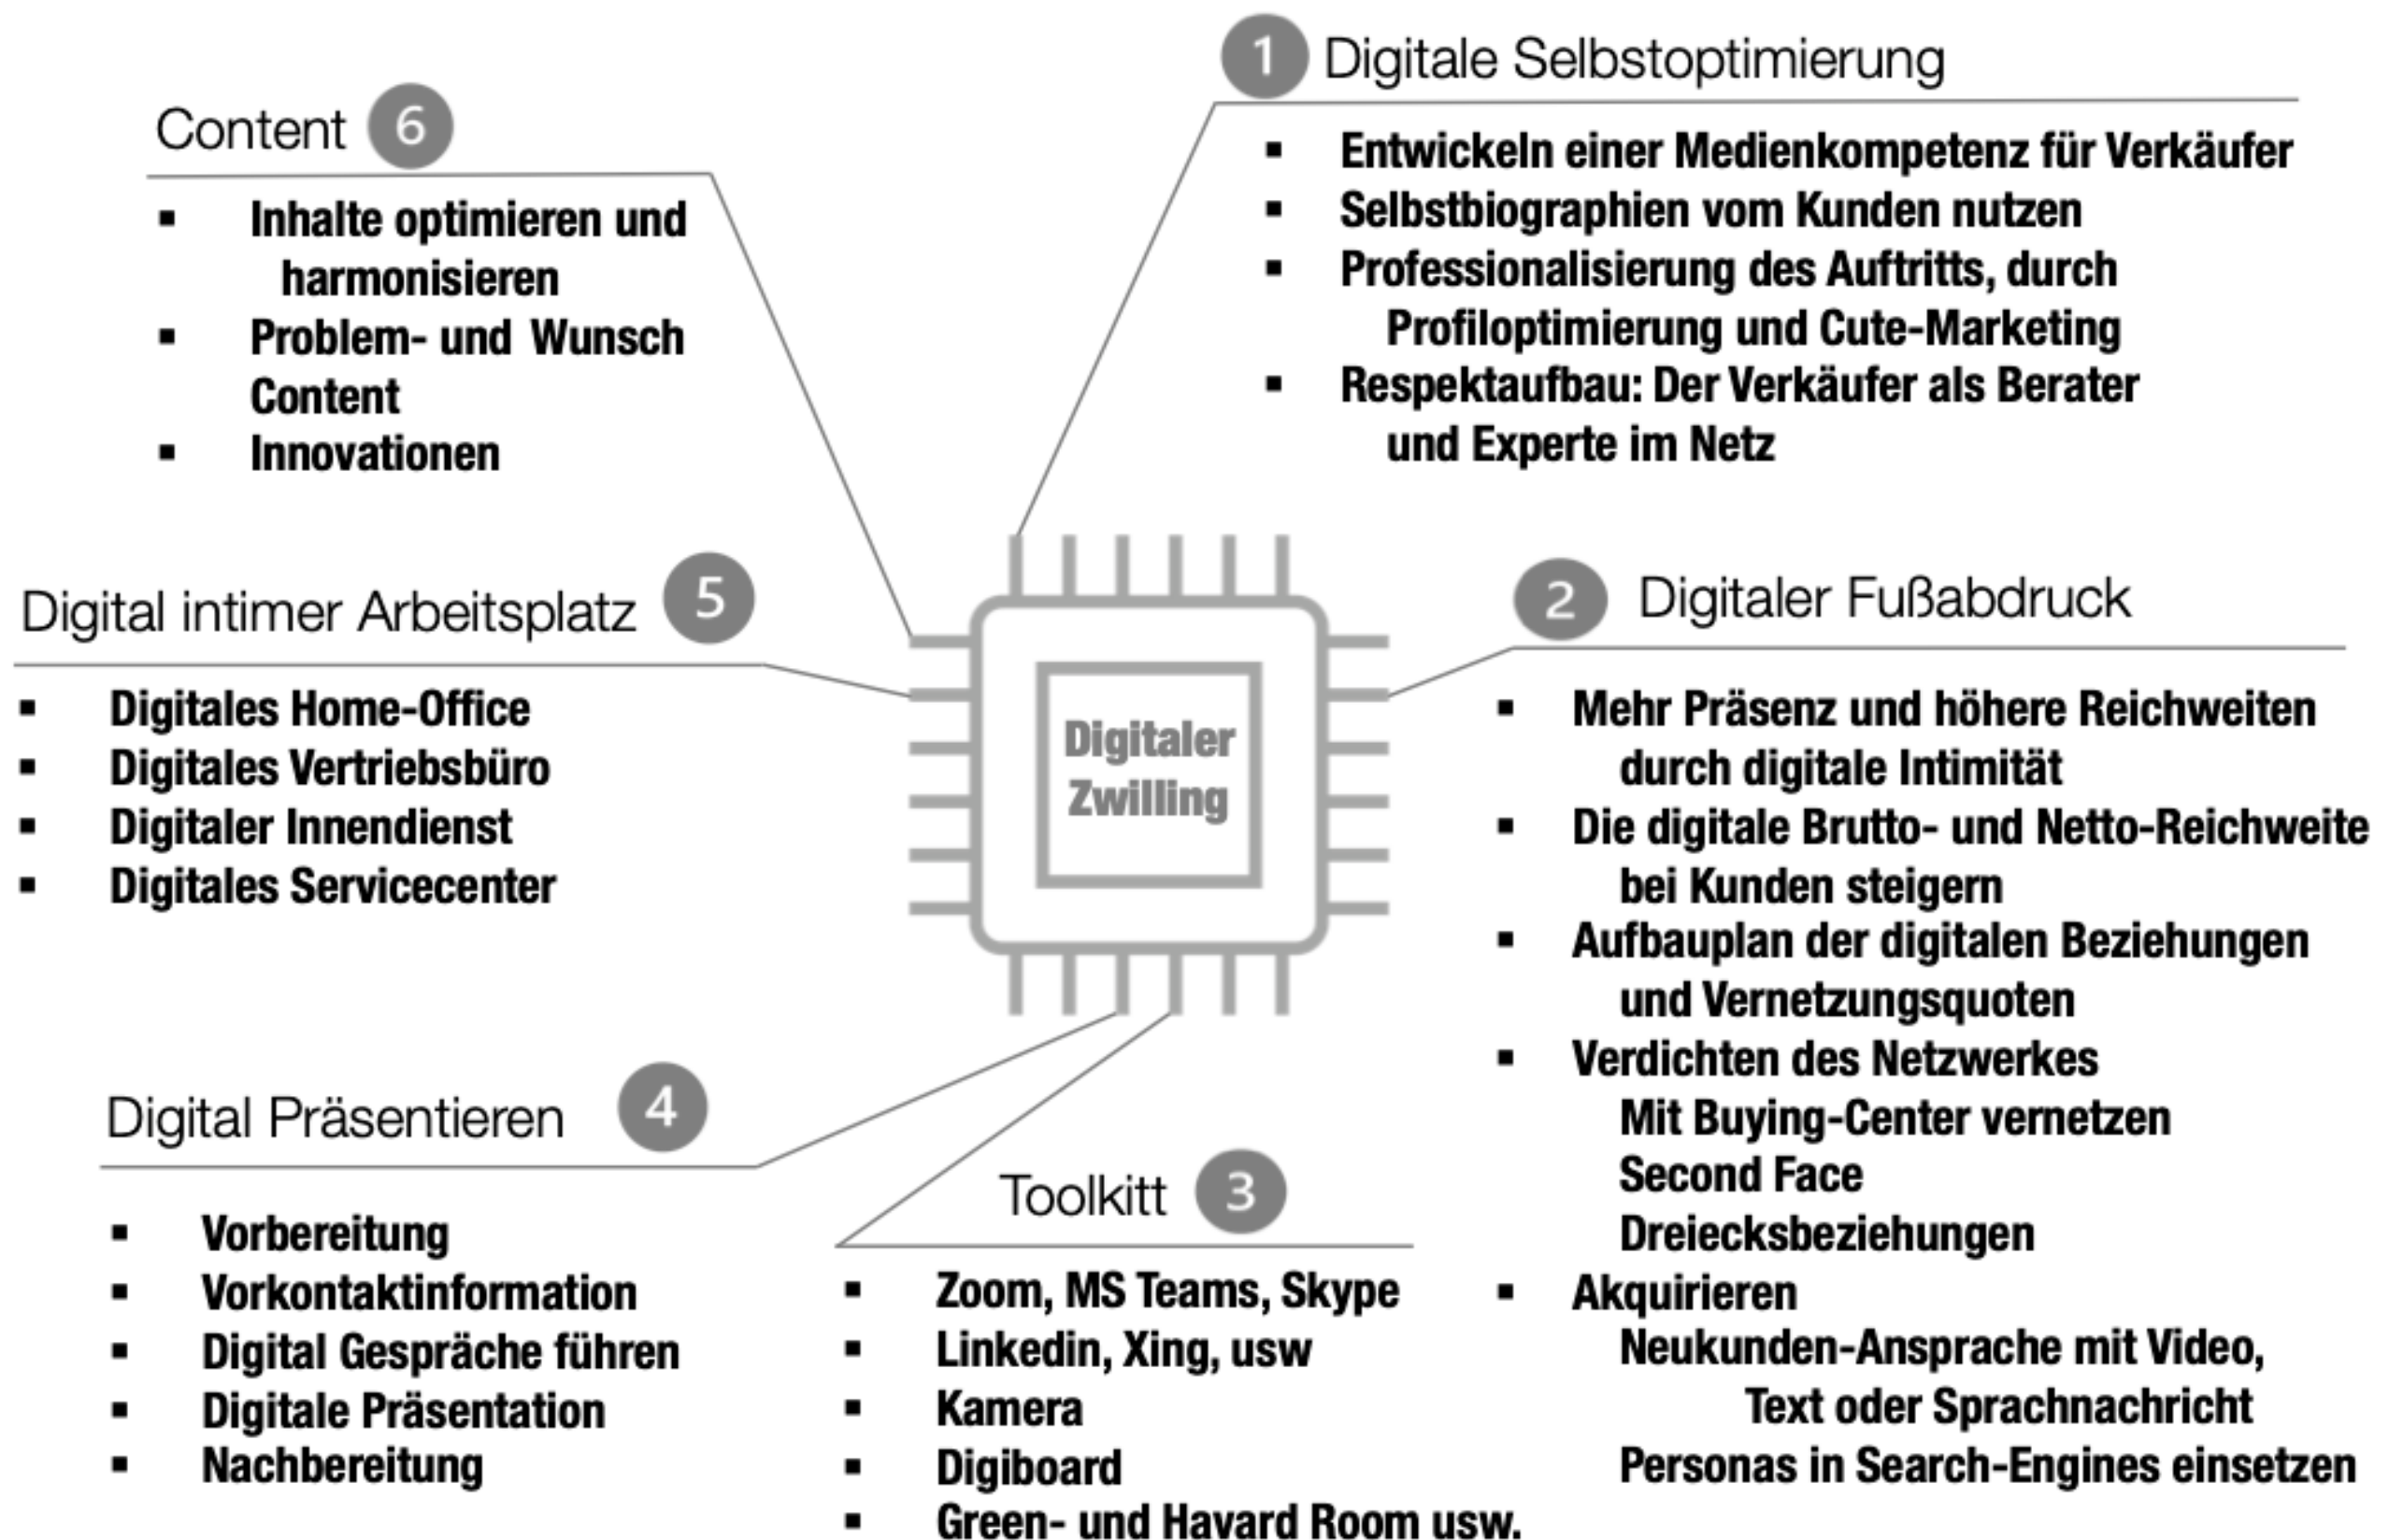 1 Digitale Selbstoptimierung
▪ Entwickeln einer Medienkompetenz für Verkäufer
▪ Selbstbiographien vom Kunden nutzen
▪ Professionalisierung des Auftritts, durch
Profiloptimierung und Cute-Marketing
▪ Respektaufbau: Der Verkäufer als Berater
und Experte im Netz
2 Digitaler Fußabdruck
▪ Mehr Präsenz und höhere Reichweiten
durch digitale Intimität
▪ Die digitale Brutto- und Netto-Reichweite
bei Kunden steigern
▪ Aufbauplan der digitalen Beziehungen
und Vernetzungsquoten
▪ Verdichten des Netzwerkes
Mit Buying-Center vernetzen
Second Face
Dreiecksbeziehungen
▪ Akquirieren
Neukunden-Ansprache mit Video,
Text oder Sprachnachricht
Personas in Search-Engines einsetzen
Toolkitt 3
▪ Zoom, MS Teams, Skype
▪ Linkedin, Xing, usw
▪ Kamera
▪ Digiboard
▪ Green- und Havard Room usw.
Digital Präsentieren 4
▪ Vorbereitung
▪ Vorkontaktinformation
▪ Digital Gespräche führen
▪ Digitale Präsentation
▪ Nachbereitung
Digital intimer Arbeitsplatz 5
▪ Digitales Home-Office
▪ Digitales Vertriebsbüro
▪ Digitaler Innendienst
▪ Digitales Servicecenter
Content 6
▪ Inhalte optimieren und
harmonisieren
▪ Problem- und Wunsch
Content
▪ Innovationen
Digitaler
Zwilling